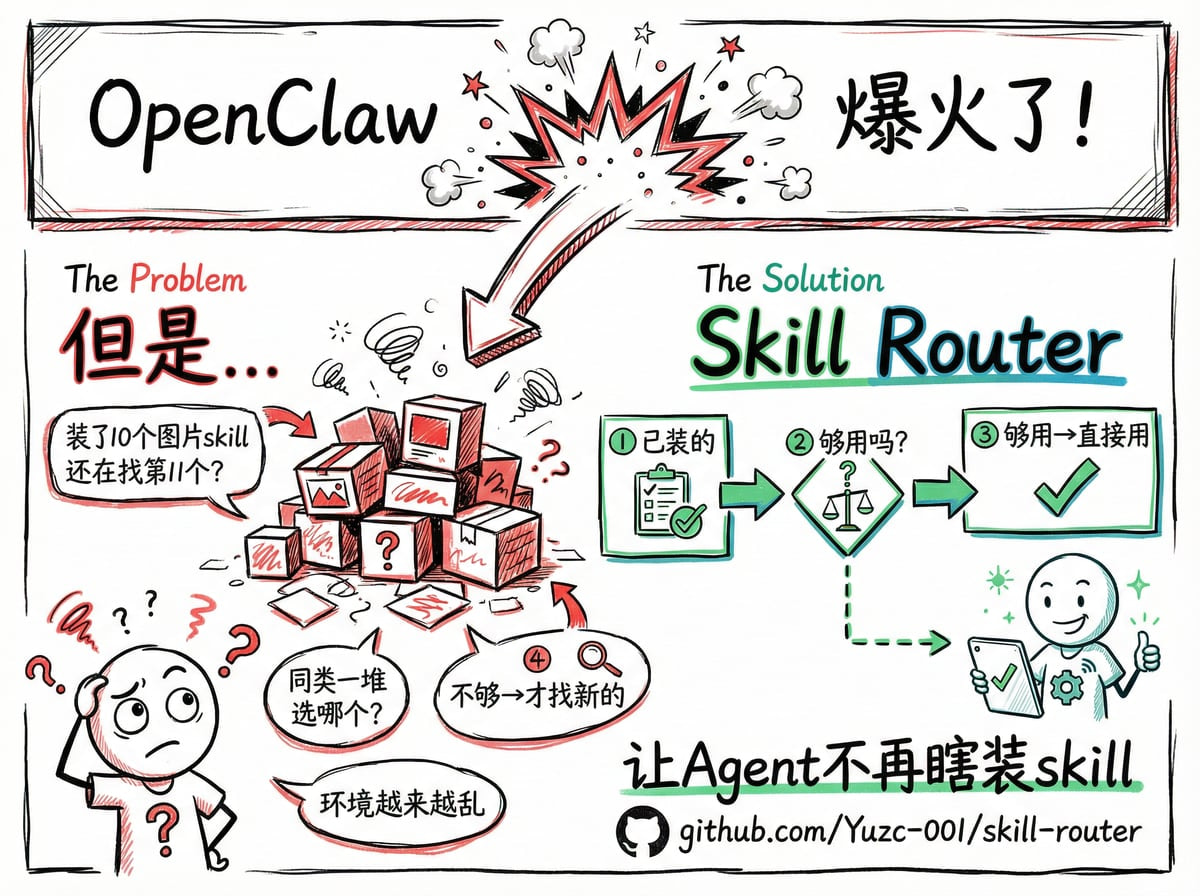 OpenClaw 爆火了!
The Problem
但是...
装了10个图片skill
还在找第11个?
?
?
同类一堆
选哪个?
④
不够→才找新的
环境越来越乱
The Solution
Skill Router
① 已装的
② 够用吗?
?
③ 够用→直接用
让Agent不再瞎装skill
github.com/Yuzc-001/skill-router